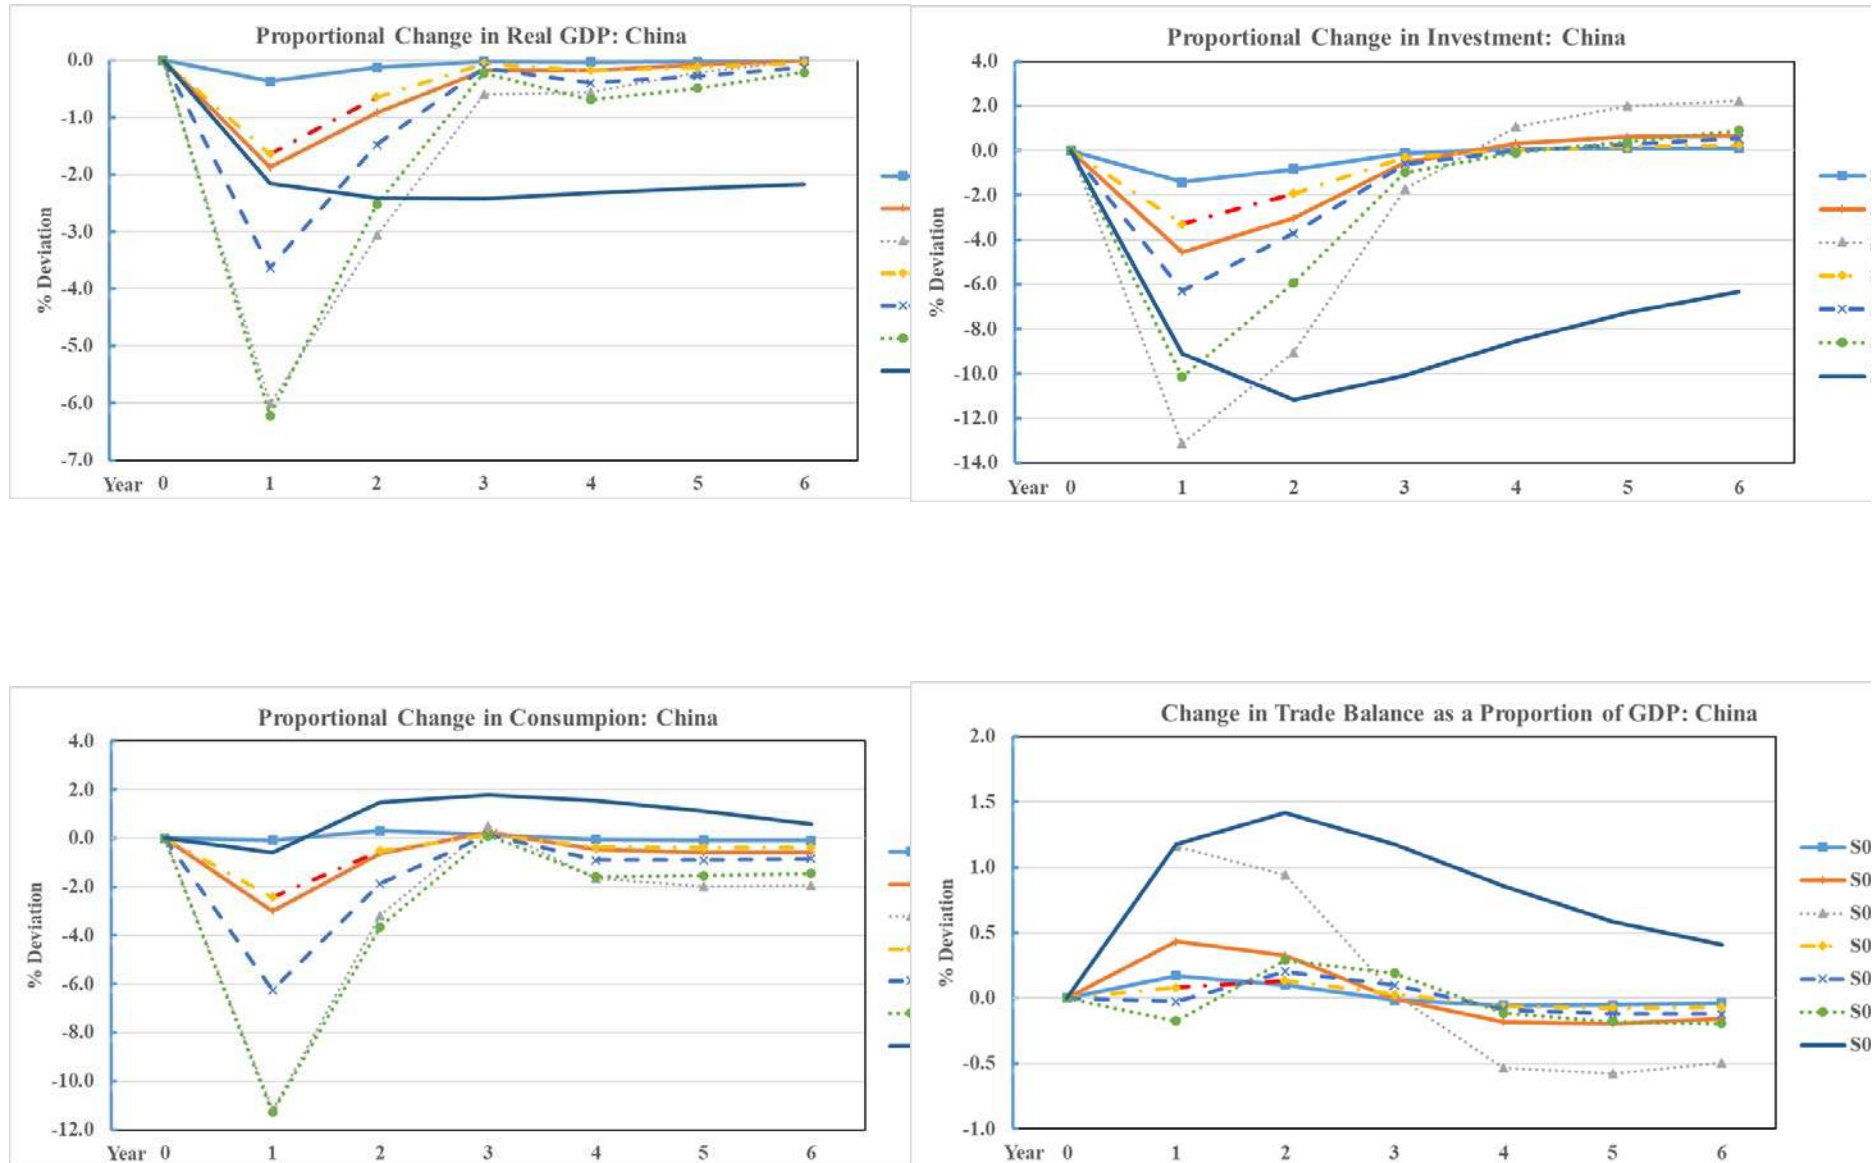 Proportional Change in Real GDP: China
% Deviation
0.0
-1.0
-2.0
-3.0
-4.0
-5.0
-6.0
-7.0
Year 0 1 2 3 4 5 6
Proportional Change in Investment: China
% Deviation
4.0
2.0
0.0
-2.0
-4.0
-6.0
-8.0
-10.0
-12.0
-14.0
Year 0 1 2 3 4 5 6
Proportional Change in Consumpion: China
% Deviation
4.0
2.0
0.0
-2.0
-4.0
-6.0
-8.0
-10.0
-12.0
Year 0 1 2 3 4 5 6
Change in Trade Balance as a Proportion of GDP: China
% Deviation
2.0
1.5
1.0
0.5
0.0
-0.5
-1.0
Year 0 1 2 3 4 5 6
S0
S0
S0
S0
S0
S0
S0